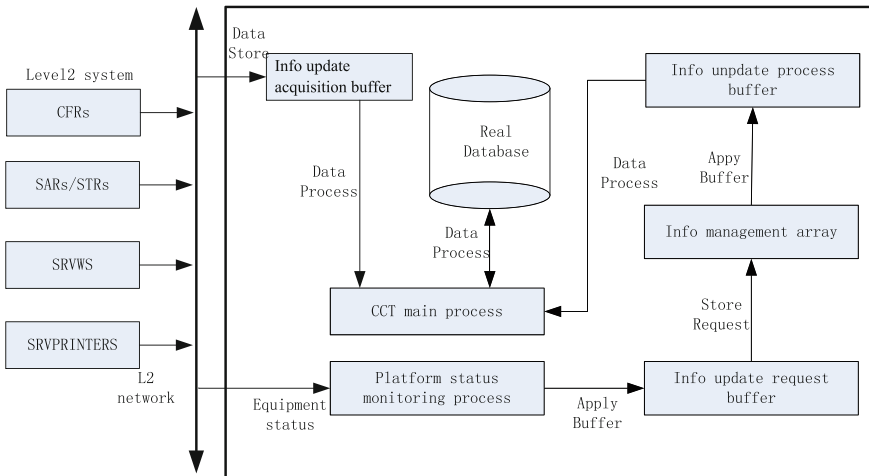 Level2 system
CFRs
SARs/STRs
SRVWS
SRVPRINTERS
L2
network
Data
Store
Info update
acquisition buffer
Data
Process
Real
Database
Data
Process
CCT main process
Equipment
status
Platform status
monitoring process
Apply
Buffer
Info update request
buffer
Store
Request
Info management array
Appy
Buffer
Info unpdate process
buffer
Data
Process